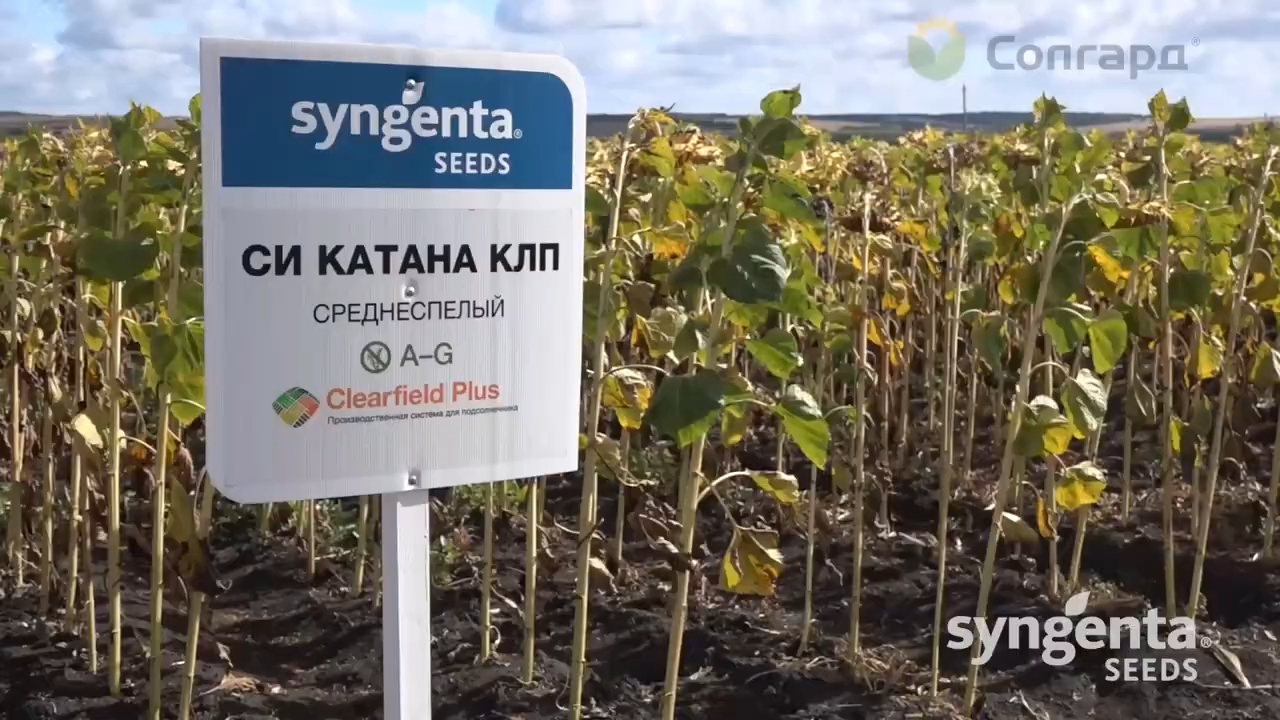 Солгард®
syngenta®
SEEDS
СИ КАТАНА КЛП
СРЕДНЕСПЕЛЫЙ
A–G
Clearfield Plus
Производственная система для подсолнечника
syngenta®
SEEDS